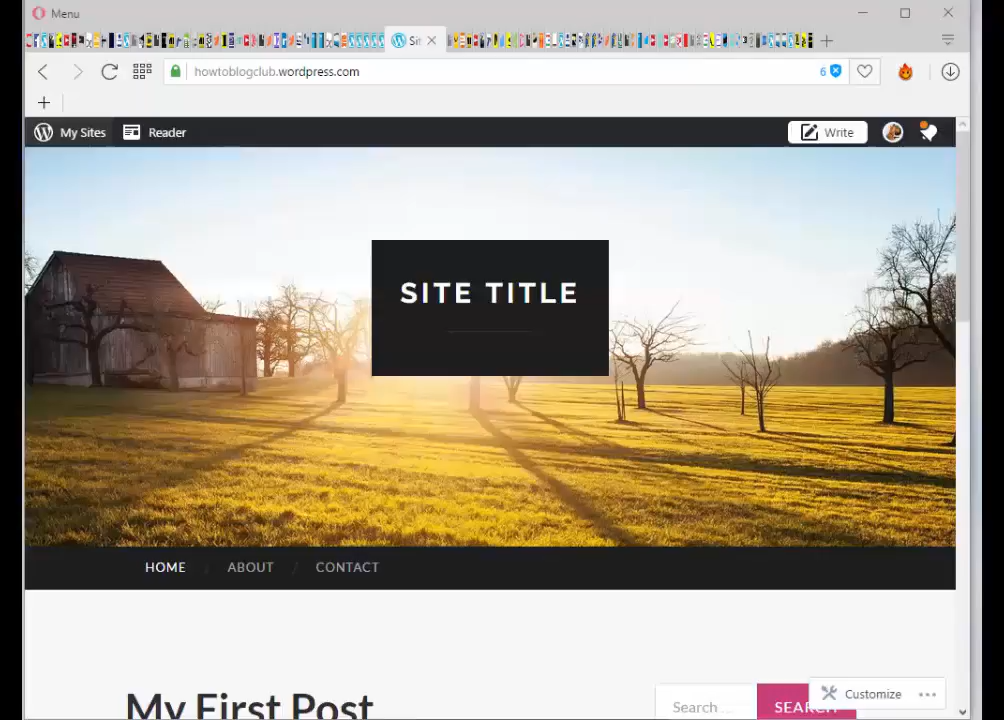 Menu
Si
howtoblogclub.wordpress.com
6
My Sites
Reader
Write
SITE TITLE
HOME / ABOUT / CONTACT
My First Post
Search ...
SEARCH
Customize